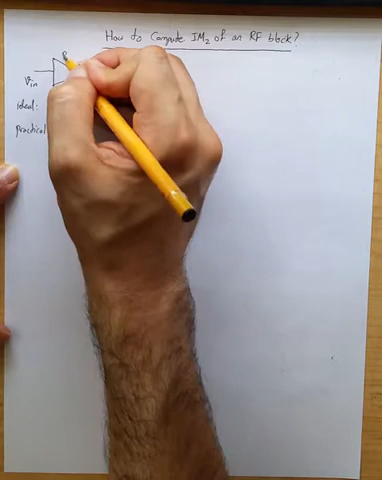 How to Compute IM₂ of an RF block?
R
Vin
ideal:
practical